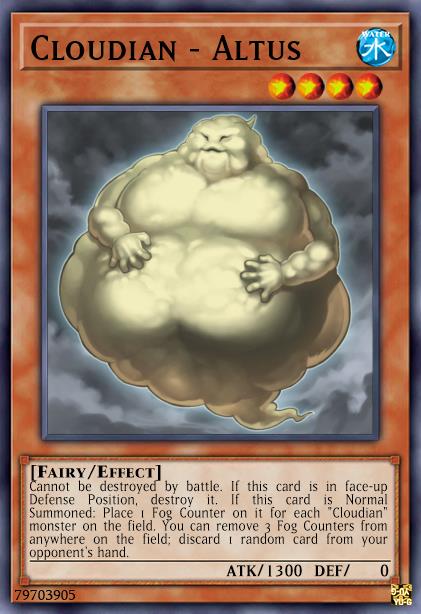 Cloudian - Altus
WATER
水
[Fairy/Effect]
Cannot be destroyed by battle. If this card is in face-up
Defense Position, destroy it. If this card is Normal
Summoned: Place 1 Fog Counter on it for each "Cloudian"
monster on the field. You can remove 3 Fog Counters from
anywhere on the field; discard 1 random card from your
opponent's hand.
ATK/1300 DEF/ 0
79703905